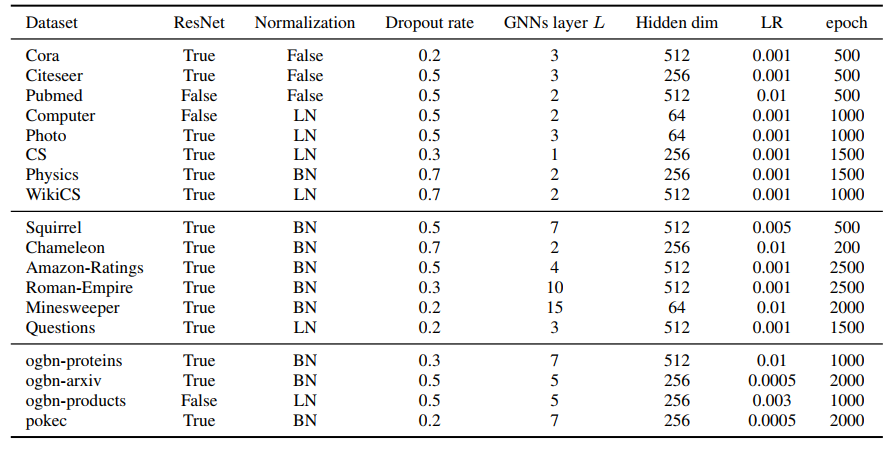 Dataset ResNet Normalization Dropout rate GNNs layer L Hidden dim LR epoch
Cora True False 0.2 3 512 0.001 500
Citeseer True False 0.5 3 256 0.001 500
Pubmed False False 0.5 2 512 0.01 500
Computer False LN 0.5 2 64 0.001 1000
Photo True LN 0.5 3 64 0.001 1000
CS True LN 0.3 1 256 0.001 1500
Physics True BN 0.7 2 256 0.001 1500
WikiCS True LN 0.7 2 512 0.001 1000
Squirrel True BN 0.5 7 512 0.005 500
Chameleon True BN 0.7 2 256 0.01 200
Amazon-Ratings True BN 0.5 4 512 0.001 2500
Roman-Empire True BN 0.3 10 512 0.001 2500
Minesweeper True BN 0.2 15 64 0.01 2000
Questions True LN 0.2 3 512 0.001 1500
ogbn-proteins True BN 0.3 7 512 0.01 1000
ogbn-arxiv True BN 0.5 5 256 0.0005 2000
ogbn-products False LN 0.5 5 256 0.003 1000
pokec True BN 0.2 7 256 0.0005 2000